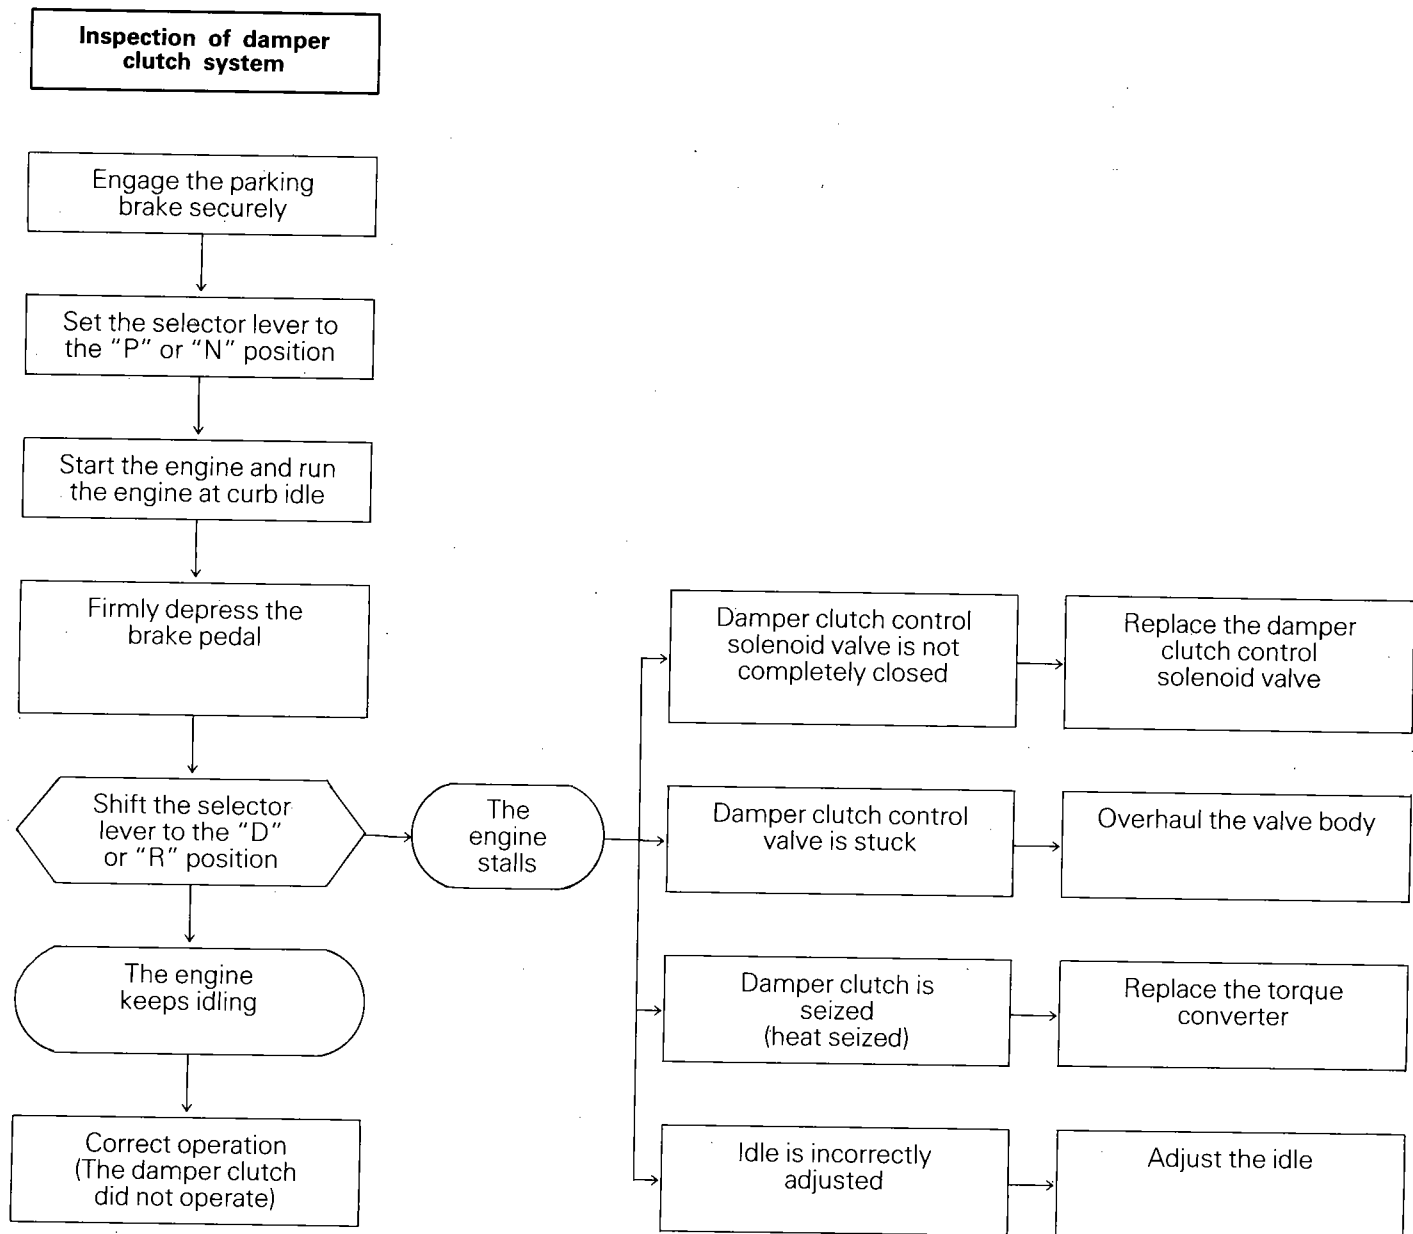 Inspection of damper
clutch system
Engage the parking
brake securely
Set the selector lever to
the “P” or “N” position
Start the engine and run
the engine at curb idle
Firmly depress the
brake pedal
Shift the selector
lever to the “D”
or “R” position
The engine
keeps idling
Correct operation
(The damper clutch
did not operate)
The
engine
stalls
Damper clutch control
solenoid valve is not
completely closed
Replace the damper
clutch control
solenoid valve
Damper clutch control
valve is stuck
Overhaul the valve body
Damper clutch is
seized
(heat seized)
Replace the torque
converter
Idle is incorrectly
adjusted
Adjust the idle